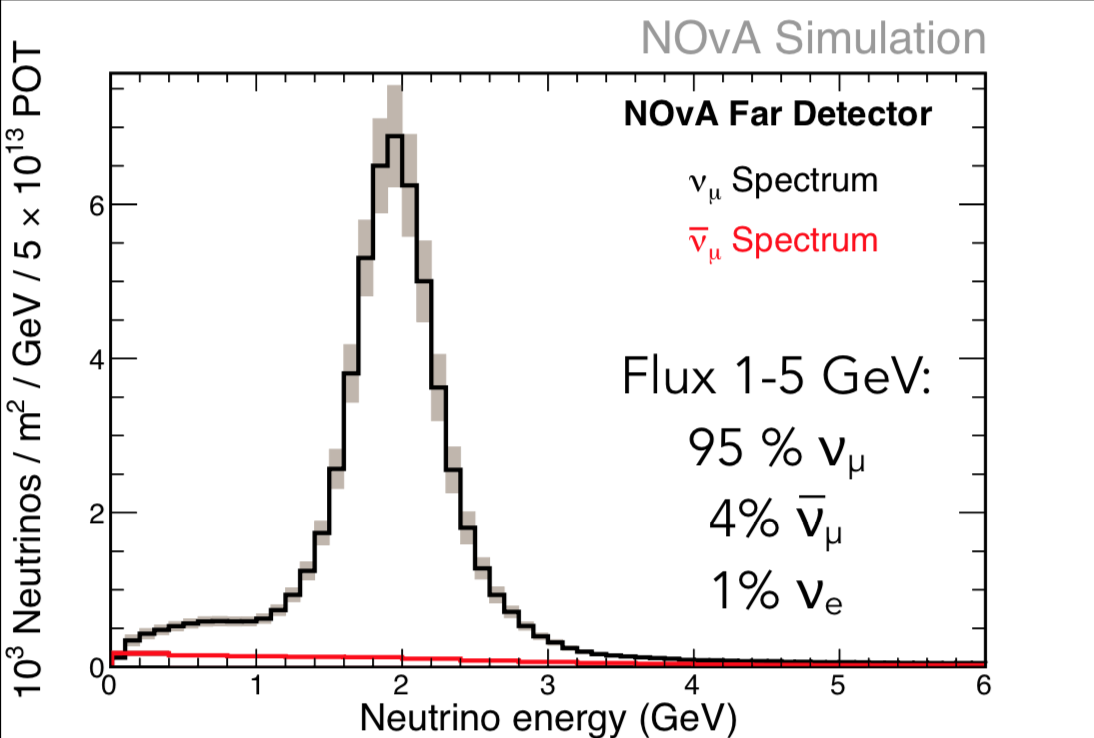 NOvA Simulation
10³ Neutrinos / m² / GeV / 5 × 10¹³ POT
NOvA Far Detector
νμ Spectrum
ν̅μ Spectrum
Flux 1-5 GeV:
95 % νμ
4% ν̅μ
1% νe
6
4
2
0
0 1 2 3 4 5 6
Neutrino energy (GeV)